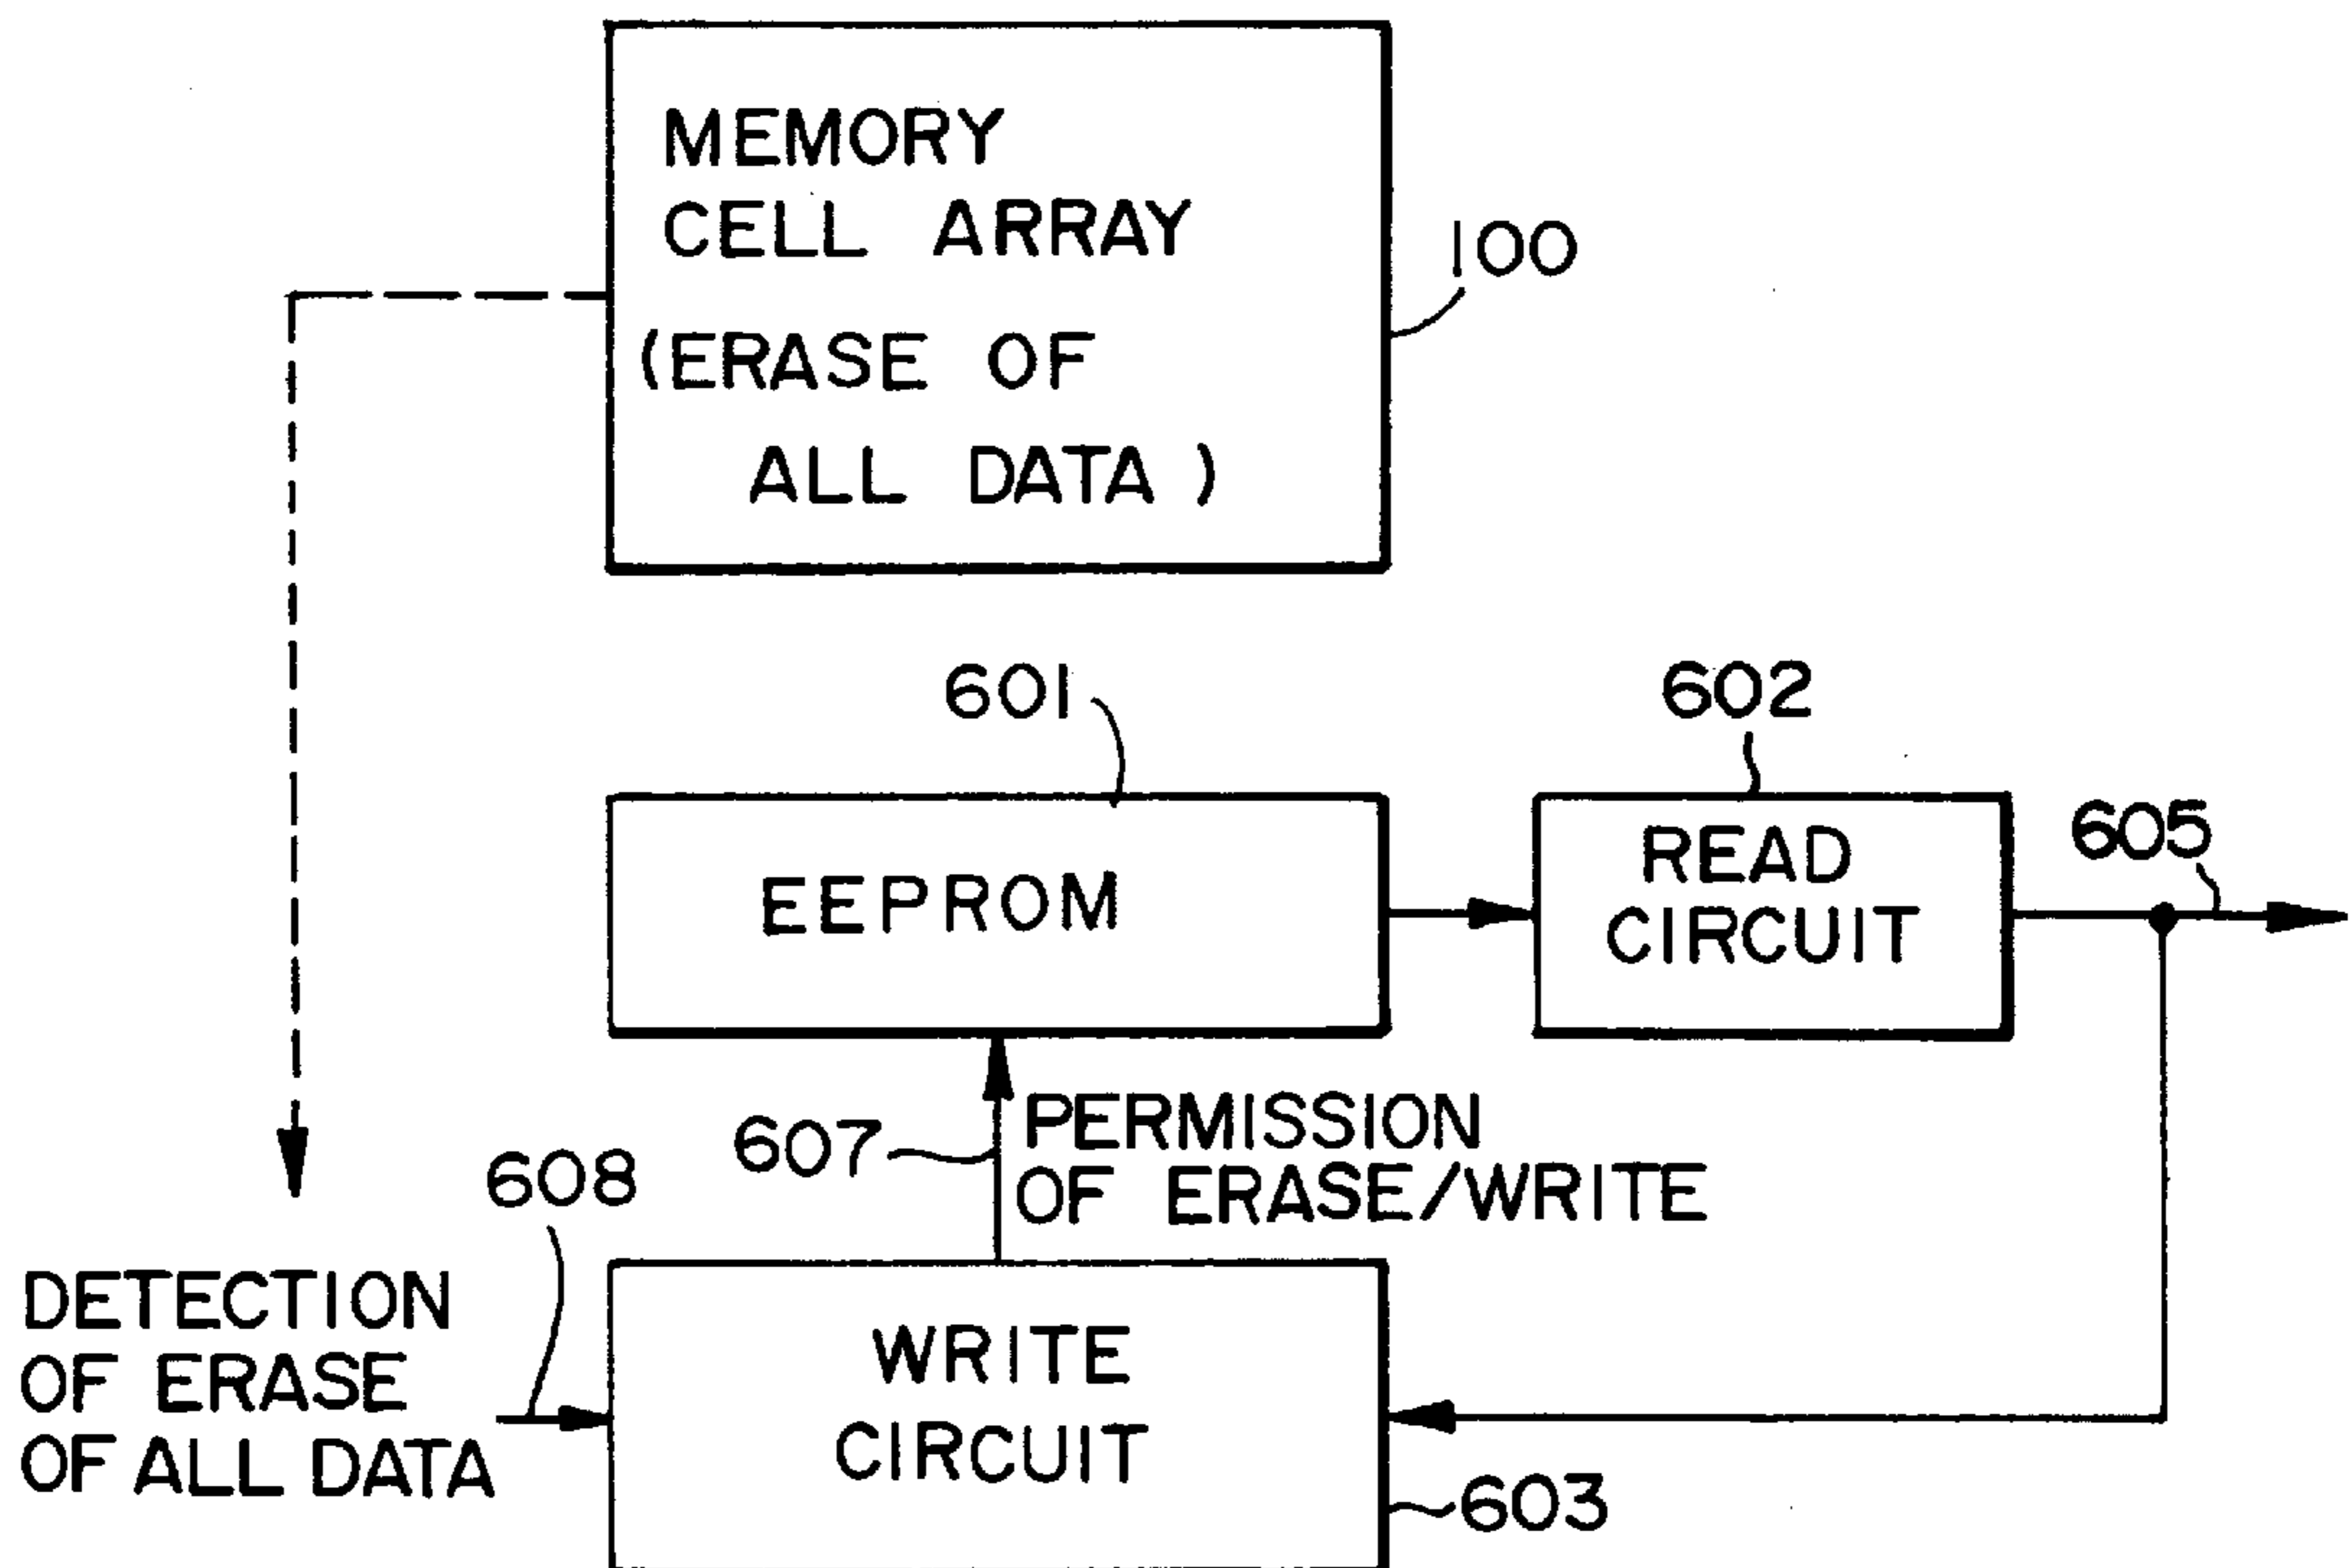 MEMORY
CELL ARRAY
100
(ERASE OF
ALL DATA )
601
602
605
EEPROM
READ
CIRCUIT
607
PERMISSION
OF ERASE/WRITE
608
DETECTION
OF ERASE
OF ALL DATA
WRITE
CIRCUIT
603